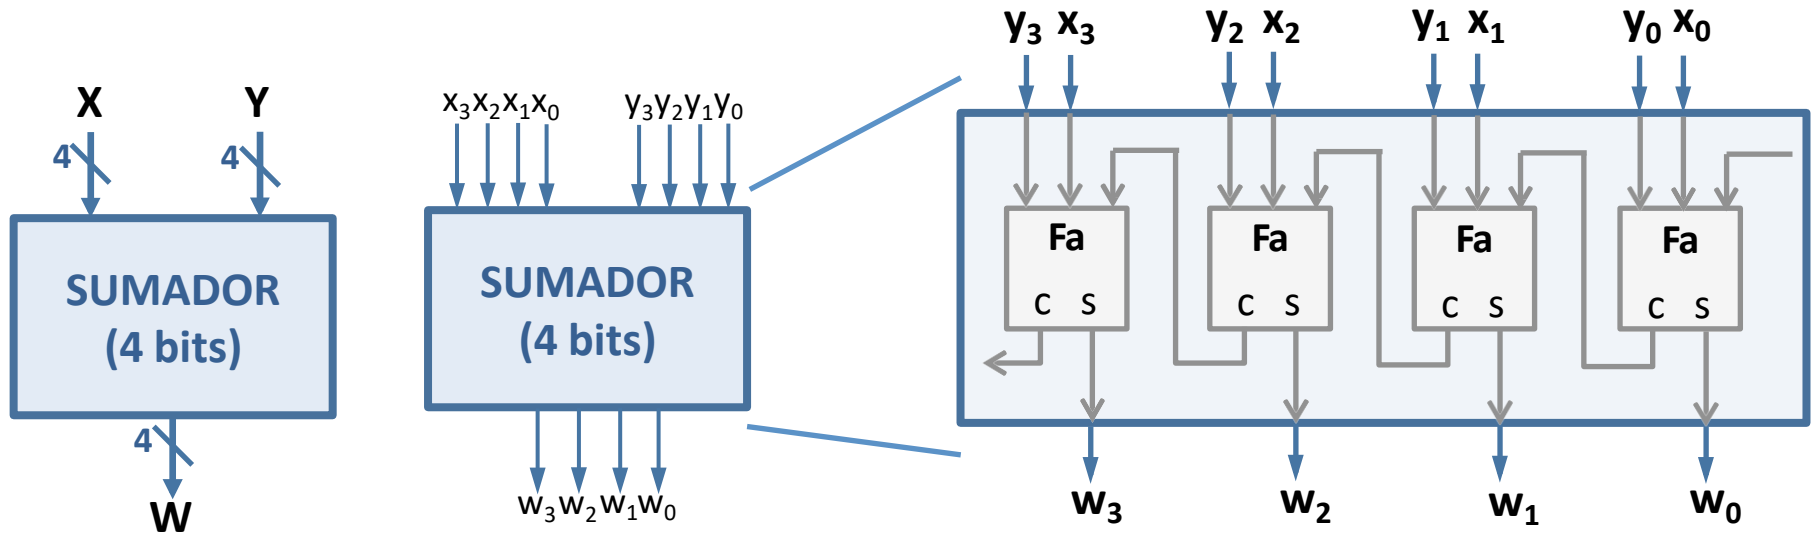 X Y
4 4
SUMADOR
(4 bits)
4
W
x₃x₂x₁x₀ y₃y₂y₁y₀
SUMADOR
(4 bits)
w₃w₂w₁w₀
y₃ x₃ y₂ x₂ y₁ x₁ y₀ x₀
Fa Fa Fa Fa
c s c s c s c s
w₃ w₂ w₁ w₀